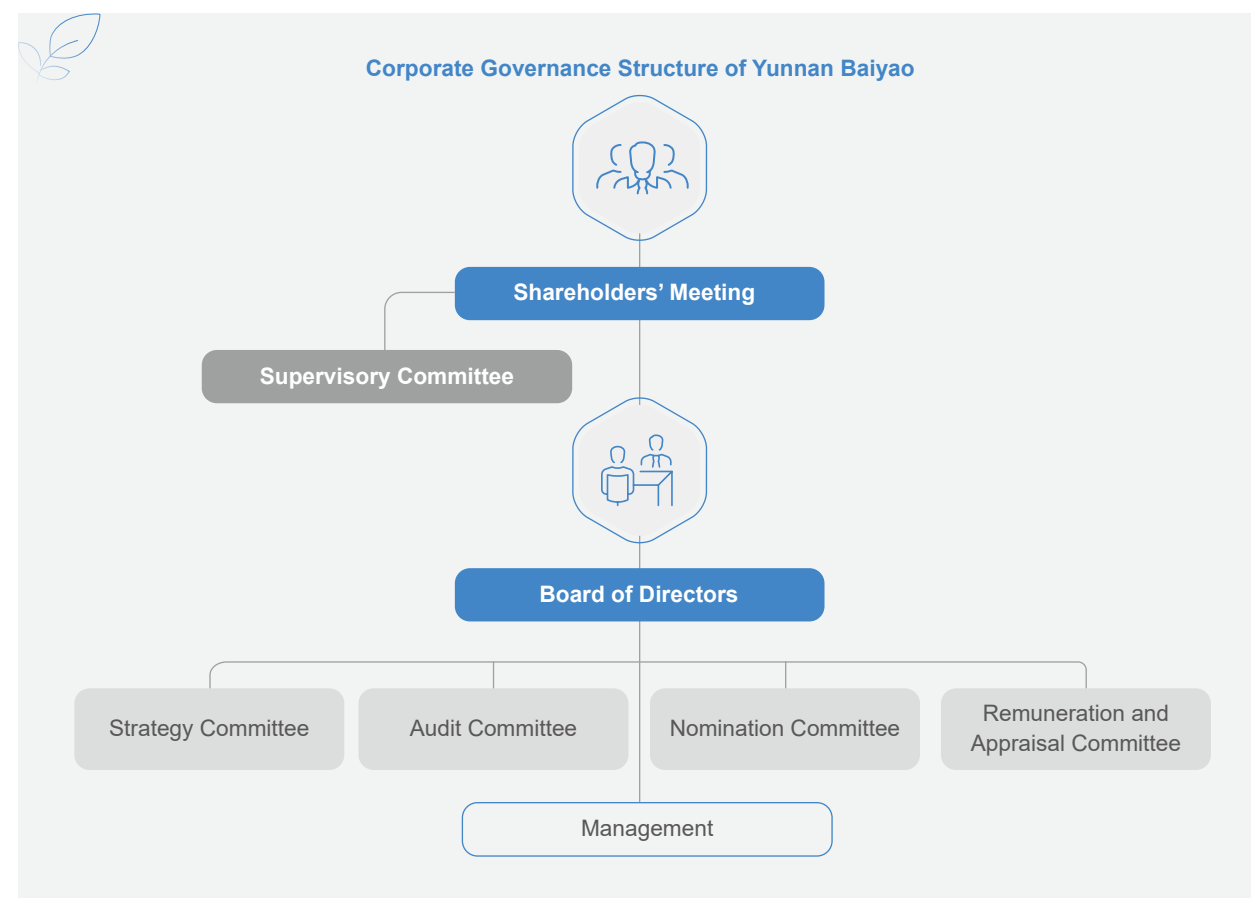 Corporate Governance Structure of Yunnan Baiyao
Shareholders’ Meeting
Supervisory Committee
Board of Directors
Strategy Committee
Audit Committee
Nomination Committee
Remuneration and
Appraisal Committee
Management